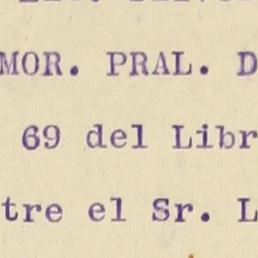 MOR. PRAL. D
69 del Libr
tre el Sr. L